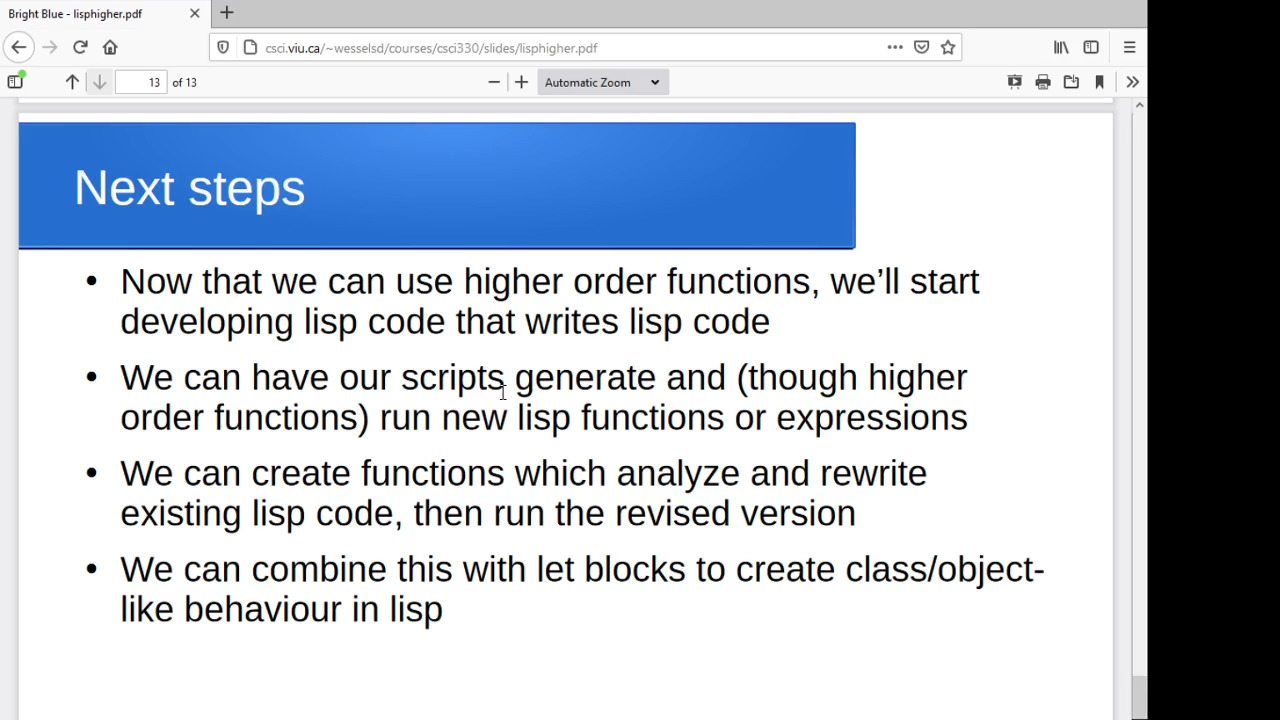 Bright Blue - lisphigher.pdf
csci.viu.ca/~wesselsd/courses/csci330/slides/lisphigher.pdf
13 of 13
Automatic Zoom
Next steps
• Now that we can use higher order functions, we’ll start
developing lisp code that writes lisp code
• We can have our scripts generate and (though higher
order functions) run new lisp functions or expressions
• We can create functions which analyze and rewrite
existing lisp code, then run the revised version
• We can combine this with let blocks to create class/object-
like behaviour in lisp